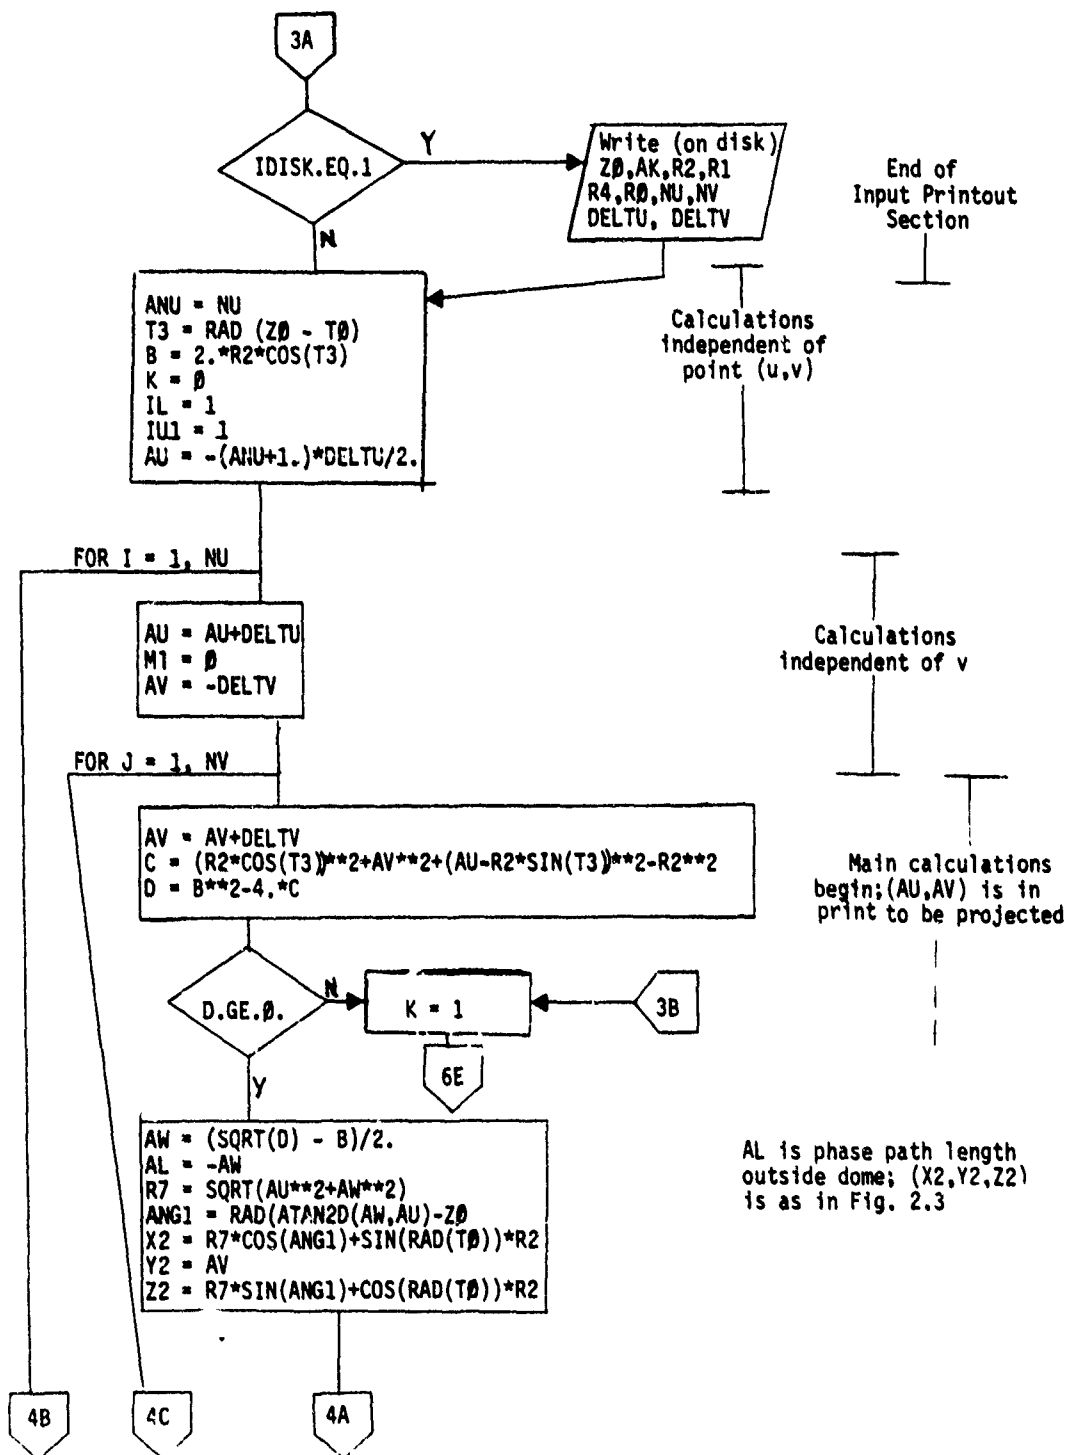 3A
IDISK.EQ.1
Y
N
Write (on disk)
ZØ,AK,R2,R1
R4,RØ,NU,NV
DELTU, DELTV
End of
Input Printout
Section
ANU = NU
T3 = RAD (ZØ - TØ)
B = 2.*R2*COS(T3)
K = Ø
IL = 1
IU1 = 1
AU = -(ANU+1.)*DELTU/2.
Calculations
independent of
point (u,v)
FOR I = 1, NU
AU = AU+DELTU
M1 = Ø
AV = -DELTV
Calculations
independent of v
FOR J = 1, NV
AV = AV+DELTV
C = (R2*COS(T3))**2+AV**2+(AU-R2*SIN(T3))**2-R2**2
D = B**2-4.*C
Main calculations
begin;(AU,AV) is in
print to be projected
D.GE.Ø.
N
K = 1
3B
6E
Y
AW = (SQRT(D) - B)/2.
AL = -AW
R7 = SQRT(AU**2+AW**2)
ANG1 = RAD(ATAN2D(AW,AU)-ZØ
X2 = R7*COS(ANG1)+SIN(RAD(TØ))*R2
Y2 = AV
Z2 = R7*SIN(ANG1)+COS(RAD(TØ))*R2
AL is phase path length
outside dome; (X2,Y2,Z2)
is as in Fig. 2.3
4B
4C
4A